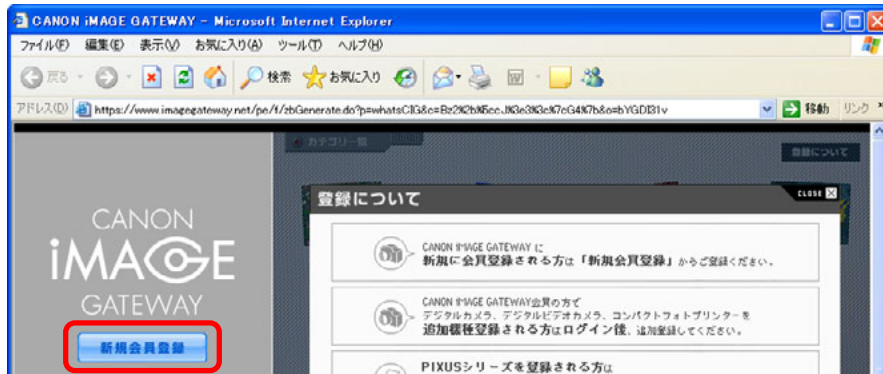 CANON iMAGE GATEWAY - Microsoft Internet Explorer
ファイル(F) 編集(E) 表示(V) お気に入り(A) ツール(T) ヘルプ(H)
戻る 検索 お気に入り
アドレス(D) 移動 リンク
カテゴリ一覧
登録について
登録について
CLOSE
CANON
iMAGE
GATEWAY
新規会員登録
CANON iMAGE GATEWAY に
新規に会員登録される方は「新規会員登録」からご登録ください。
CANON iMAGE GATEWAY会員の方で
デジタルカメラ、デジタルビデオカメラ、コンパクトフォトプリンターを
追加機種登録される方はログイン後、追加登録してください。
PIXUSシリーズを登録される方は